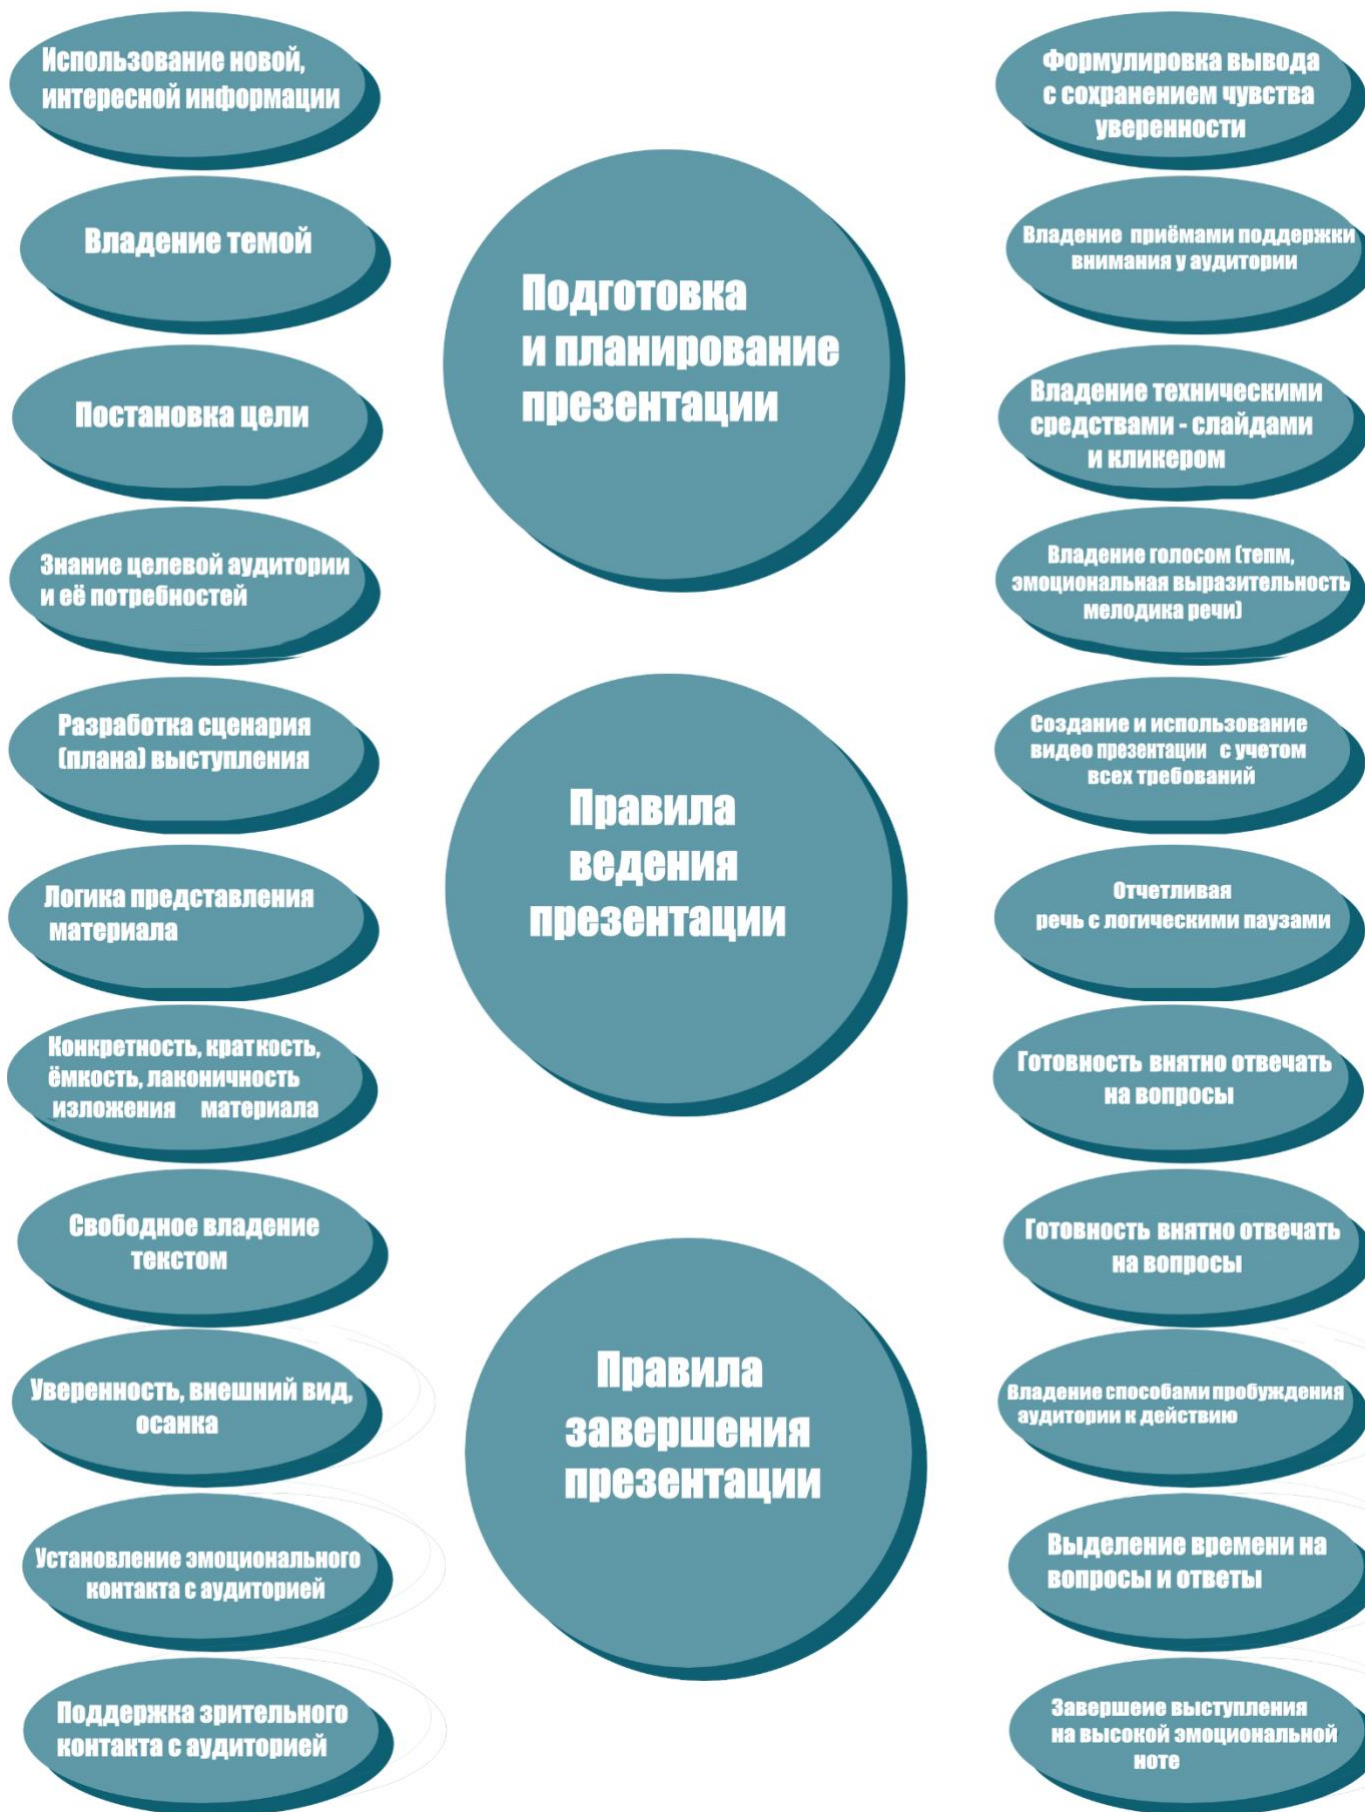 Использование новой,
интересной информации
Владение темой
Постановка цели
Знание целевой аудитории
и её потребностей
Разработка сценария
(плана) выступления
Логика представления
материала
Конкретность, краткость,
ёмкость, лаконичность
изложения материала
Свободное владение
текстом
Уверенность, внешний вид,
осанка
Установление эмоционального
контакта с аудиторией
Поддержка зрительного
контакта с аудиторией
Подготовка
и планирование
презентации
Правила
ведения
презентации
Правила
завершения
презентации
Формулировка вывода
с сохранением чувства
уверенности
Владение приёмами поддержки
внимания у аудитории
Владение техническими
средствами - слайдами
и кликером
Владение голосом (тепм,
эмоциональная выразительность
мелодика речи)
Создание и использование
видео презентации с учетом
всех требований
Отчетливая
речь с логическими паузами
Готовность внятно отвечать
на вопросы
Готовность внятно отвечать
на вопросы
Владение способами пробуждения
аудитории к действию
Выделение времени на
вопросы и ответы
Завершеие выступления
на высокой эмоциональной
ноте